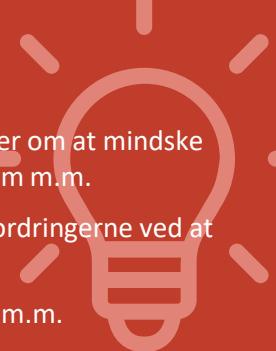 er om at mindske
m m.m.
ordringerne ved at
m.m.